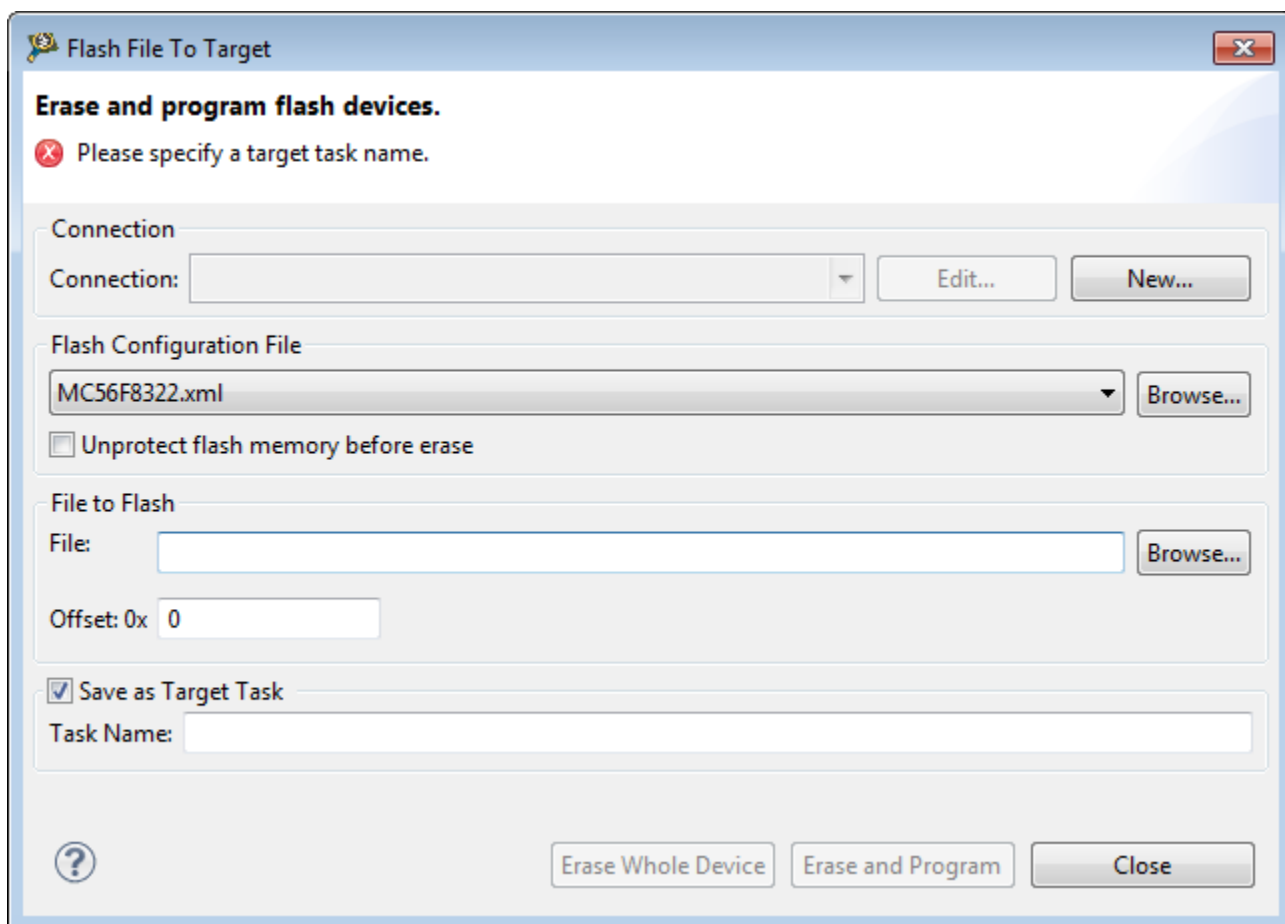 Flash File To Target
Erase and program flash devices.
Please specify a target task name.
Connection
Connection: Edit... New...
Flash Configuration File
MC56F8322.xml Browse...
Unprotect flash memory before erase
File to Flash
File: Browse...
Offset: 0x 0
Save as Target Task
Task Name:
? Erase Whole Device Erase and Program Close